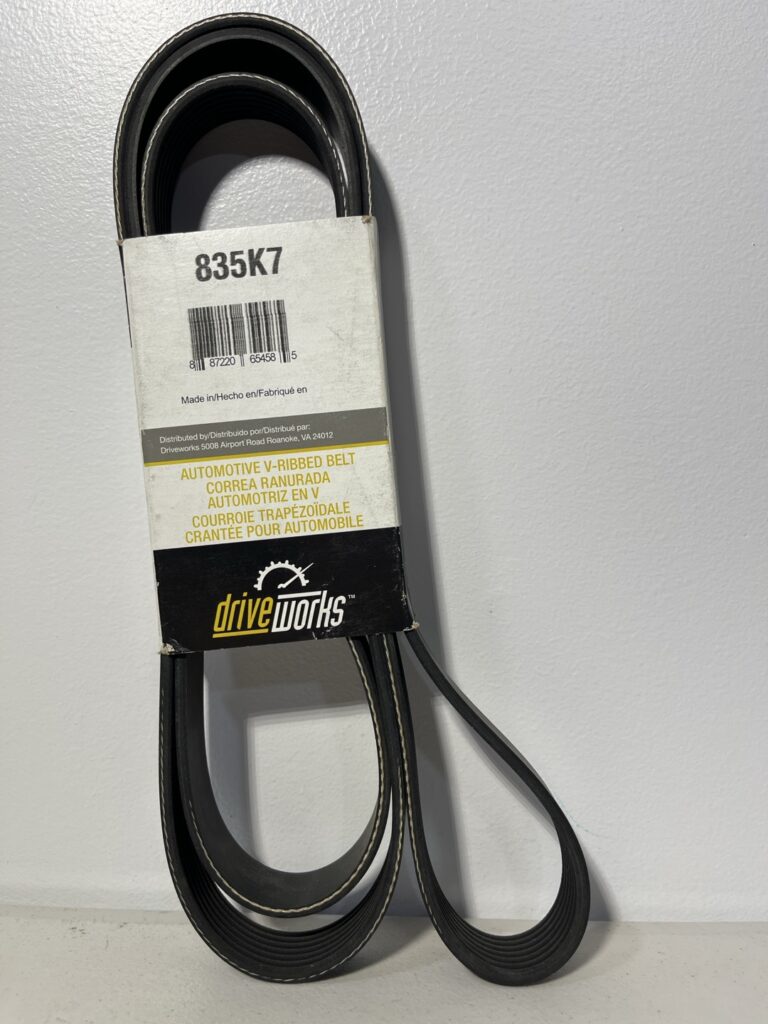 835K7
8 87220 65458 5
Made in/Hecho en/Fabriqué en
Distributed by/Distribuido por/Distribué par:
Driveworks 5008 Airport Road Roanoke, VA 24012
AUTOMOTIVE V-RIBBED BELT
CORREA RANURADA
AUTOMOTRIZ EN V
COURROIE TRAPÉZOÏDALE
CRANTÉE POUR AUTOMOBILE
driveworks™